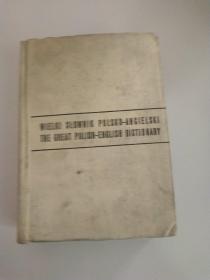 WIELKI SŁOWNIK POLSKO-ANGIELSKI
THE GREAT POLISH-ENGLISH DICTIONARY